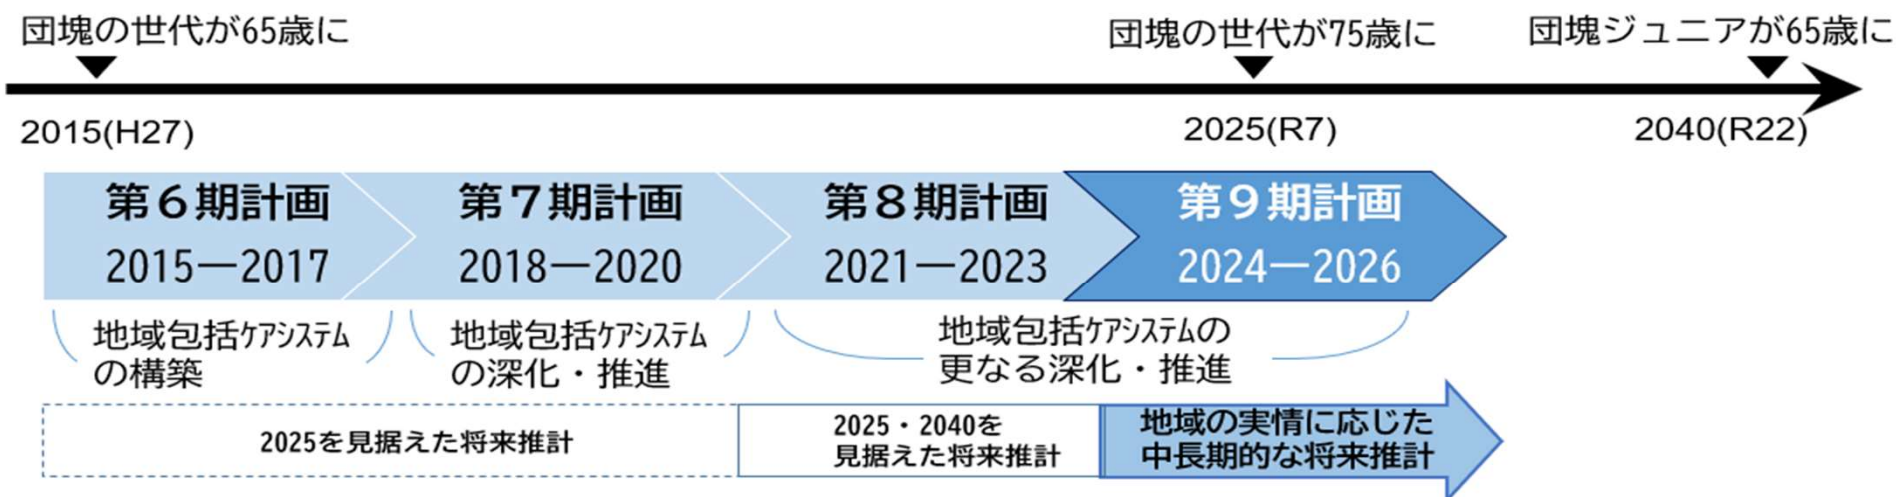 団塊の世代が65歳に
団塊の世代が75歳に
団塊ジュニアが65歳に
2015(H27)
2025(R7)
2040(R22)
第６期計画
2015―2017
第７期計画
2018―2020
第８期計画
2021―2023
第９期計画
2024―2026
地域包括ｹｱｼｽﾃﾑ
の構築
地域包括ｹｱｼｽﾃﾑ
の深化・推進
地域包括ｹｱｼｽﾃﾑの
更なる深化・推進
2025を見据えた将来推計
2025・2040を
見据えた将来推計
地域の実情に応じた
中長期的な将来推計